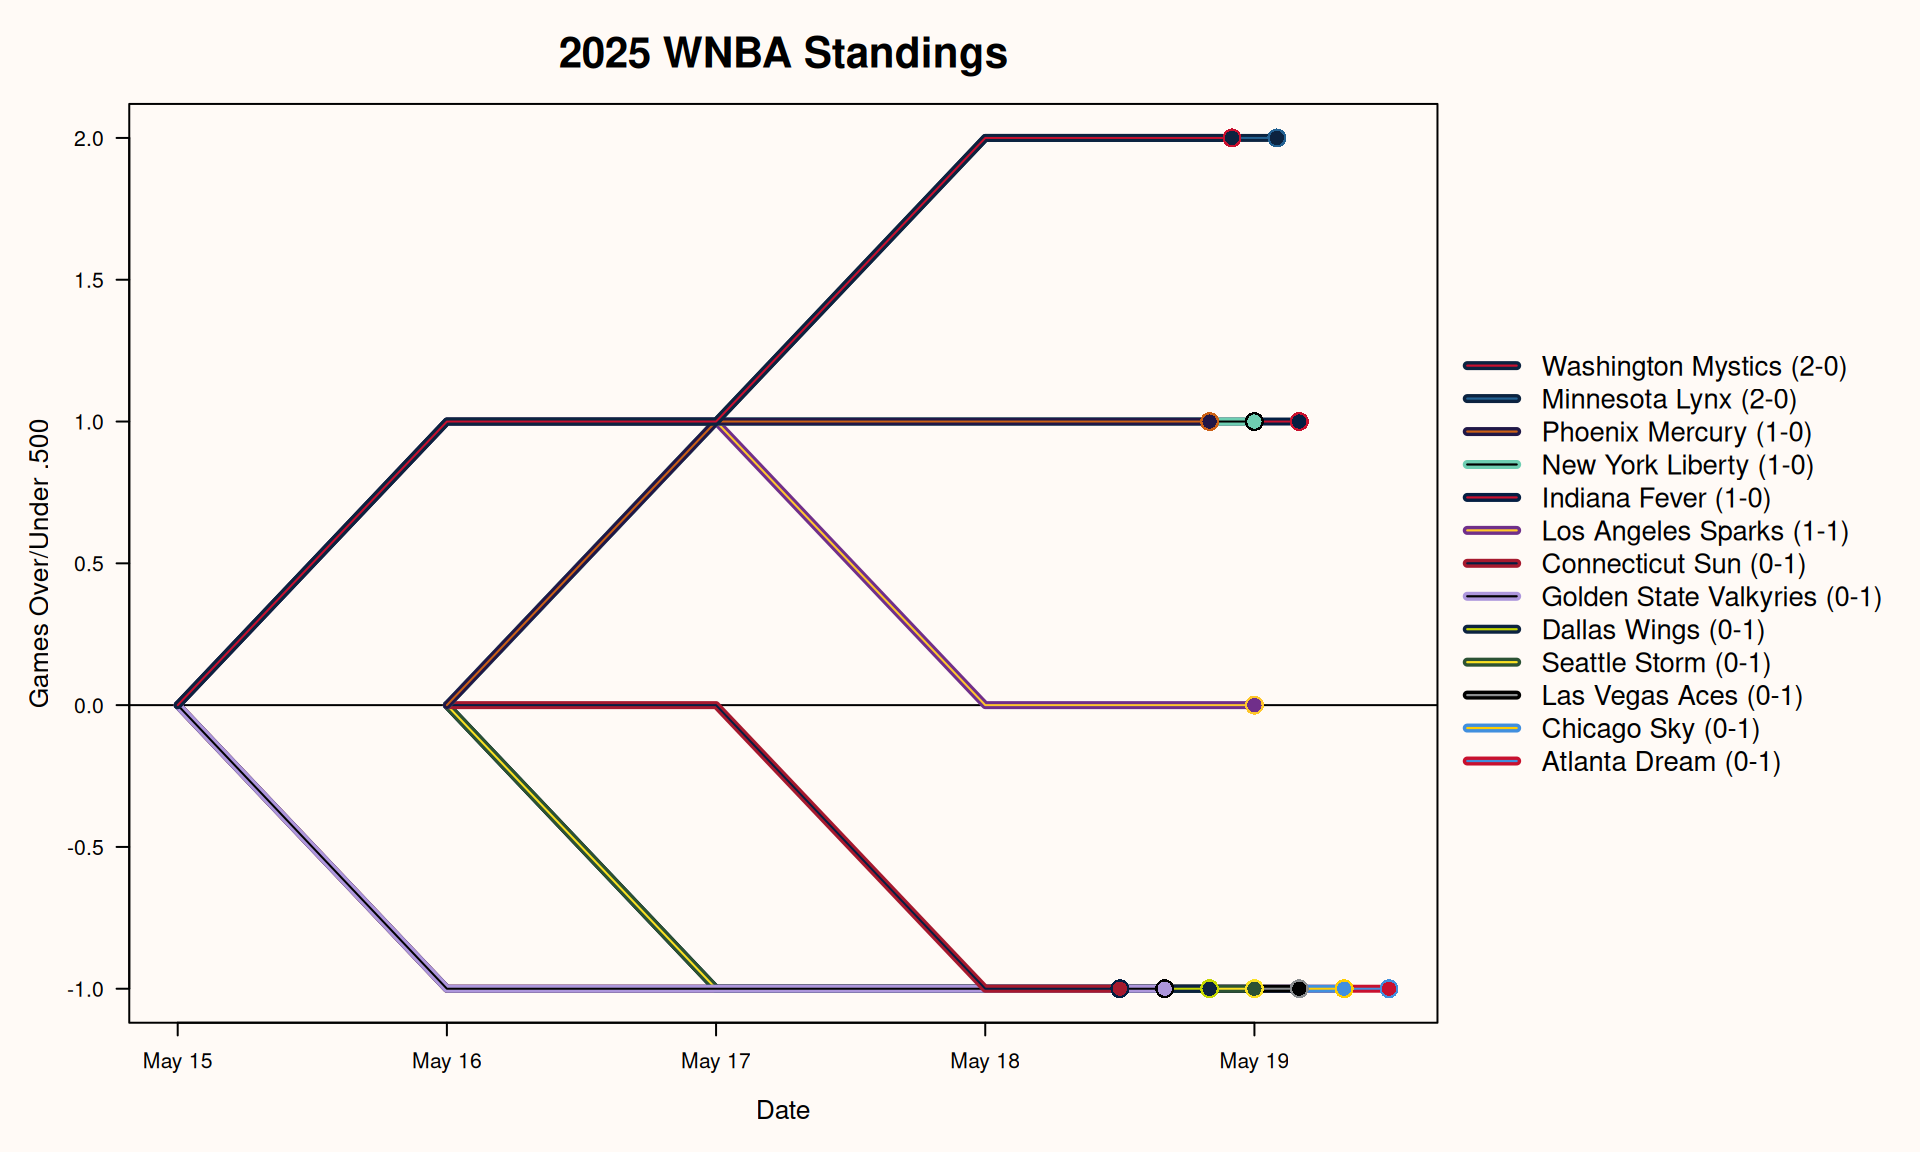 2025 WNBA Standings
Games Over/Under .500
2.0
1.5
1.0
0.5
0.0
-0.5
-1.0
May 15
May 16
May 17
May 18
May 19
Date
Washington Mystics (2-0)
Minnesota Lynx (2-0)
Phoenix Mercury (1-0)
New York Liberty (1-0)
Indiana Fever (1-0)
Los Angeles Sparks (1-1)
Connecticut Sun (0-1)
Golden State Valkyries (0-1)
Dallas Wings (0-1)
Seattle Storm (0-1)
Las Vegas Aces (0-1)
Chicago Sky (0-1)
Atlanta Dream (0-1)